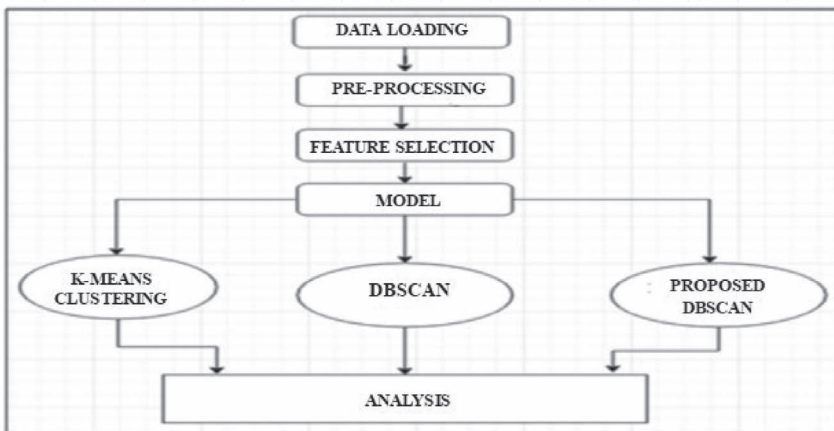 DATA LOADING
PRE-PROCESSING
FEATURE SELECTION
MODEL
K-MEANS
CLUSTERING
DBSCAN
PROPOSED
DBSCAN
ANALYSIS